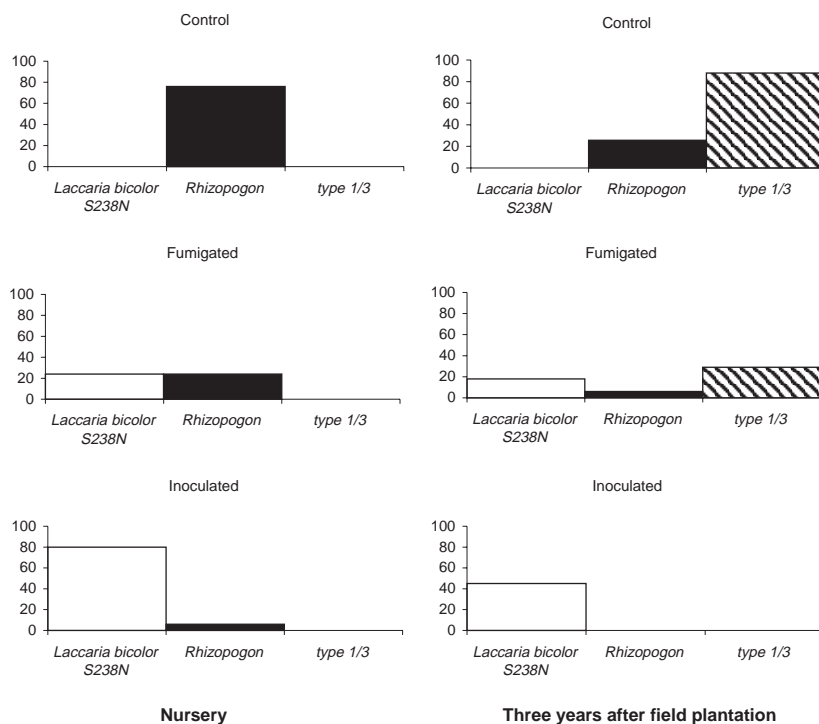 Control
100
80
60
40
20
0
Laccaria bicolor
S238N
Rhizopogon
type 1/3
Control
100
80
60
40
20
0
Laccaria bicolor
S238N
Rhizopogon
type 1/3
Fumigated
100
80
60
40
20
0
Laccaria bicolor
S238N
Rhizopogon
type 1/3
Fumigated
100
80
60
40
20
0
Laccaria bicolor
S238N
Rhizopogon
type 1/3
Inoculated
100
80
60
40
20
0
Laccaria bicolor
S238N
Rhizopogon
type 1/3
Inoculated
100
80
60
40
20
0
Laccaria bicolor
S238N
Rhizopogon
type 1/3
Nursery
Three years after field plantation